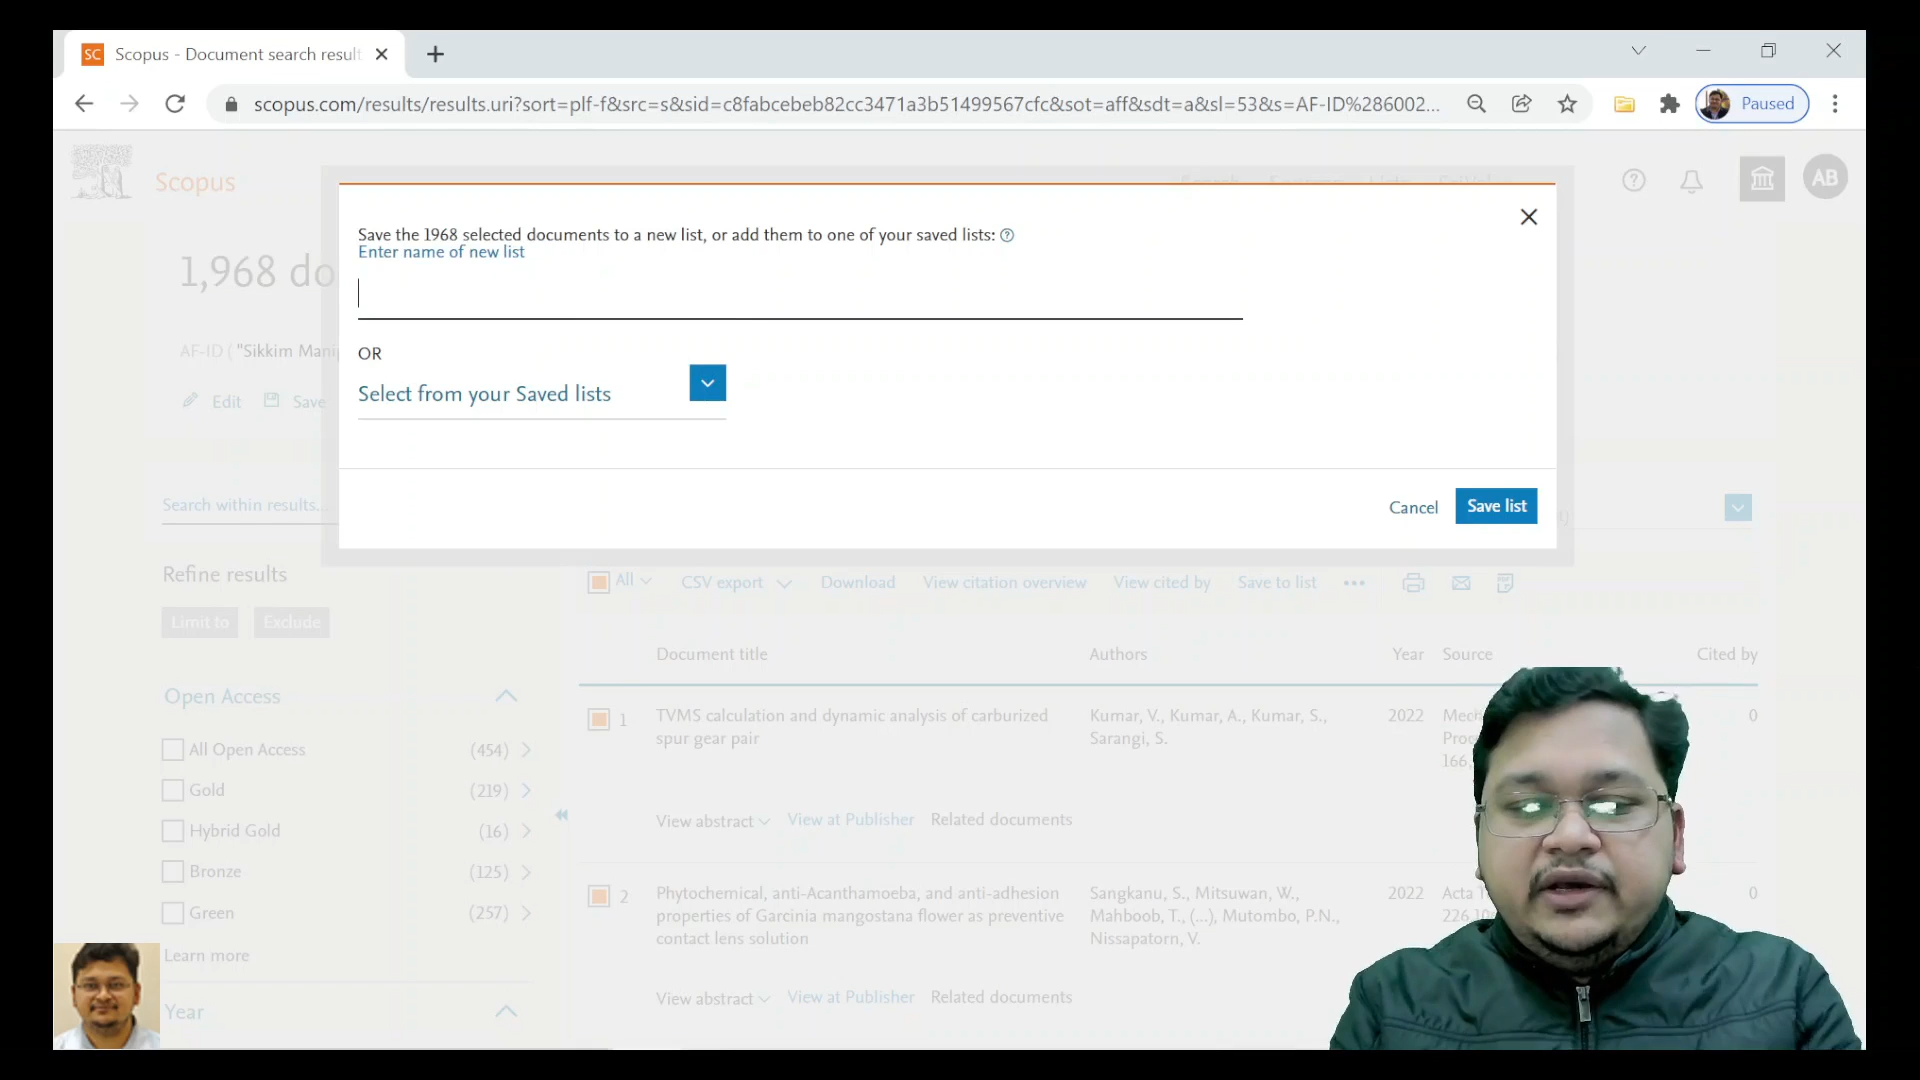 SC Scopus - Document search result
scopus.com/results/results.uri?sort=plf-f&src=s&sid=c8fabcebeb82cc3471a3b51499567cfc&sot=aff&sdt=a&sl=53&s=AF-ID%286002...
Paused
Scopus
AB
Save the 1968 selected documents to a new list, or add them to one of your saved lists:
Enter name of new list
1,968 do
AF-ID ( "Sikkim Mani
OR
Select from your Saved lists
Edit Save
Cancel Save list
Search within results...
Refine results
Limit to Exclude
All CSV export Download View citation overview View cited by Save to list
Document title Authors Year Source Cited by
Open Access
All Open Access (454)
Gold (219)
Hybrid Gold (16)
Bronze (125)
Green (257)
Learn more
Year
1 TVMS calculation and dynamic analysis of carburized Kumar, V., Kumar, A., Kumar, S., 2022 0
spur gear pair Sarangi, S.
166,
View abstract View at Publisher Related documents
2 Phytochemical, anti-Acanthamoeba, and anti-adhesion Sangkanu, S., Mitsuwan, W., 2022 Acta 0
properties of Garcinia mangostana flower as preventive Mahboob, T., (...), Mutombo, P.N.,
contact lens solution Nissapatorn, V.
View abstract View at Publisher Related documents